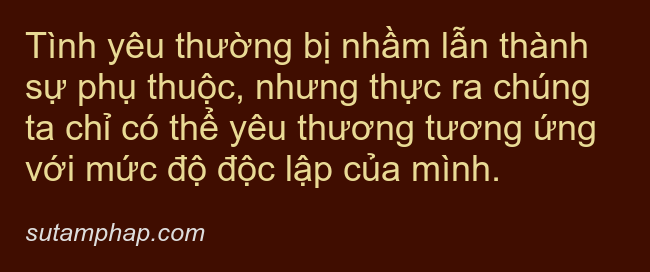 Tình yêu thường bị nhầm lẫn thành
sự phụ thuộc, nhưng thực ra chúng
ta chỉ có thể yêu thương tương ứng
với mức độ độc lập của mình.
sutamphap.com